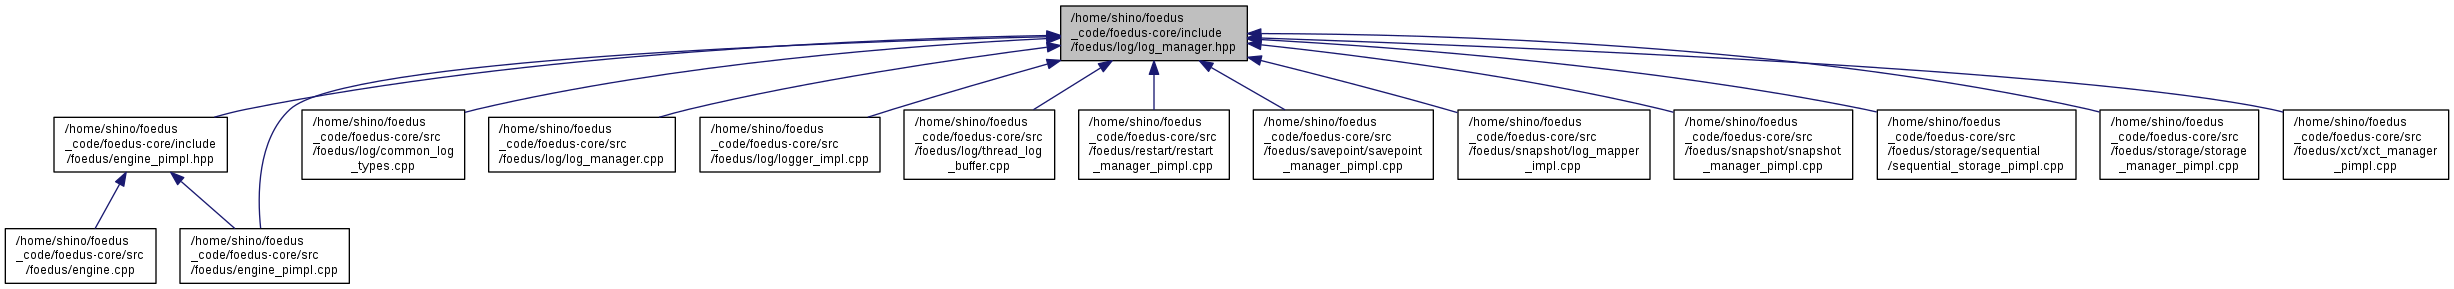 /home/shino/foedus
_code/foedus-core/include
/foedus/log/log_manager.hpp
/home/shino/foedus
_code/foedus-core/include
/foedus/engine_pimpl.hpp
/home/shino/foedus
_code/foedus-core/src
/foedus/log/common_log
_types.cpp
/home/shino/foedus
_code/foedus-core/src
/foedus/log/log_manager.cpp
/home/shino/foedus
_code/foedus-core/src
/foedus/log/logger_impl.cpp
/home/shino/foedus
_code/foedus-core/src
/foedus/log/thread_log
_buffer.cpp
/home/shino/foedus
_code/foedus-core/src
/foedus/restart/restart
_manager_pimpl.cpp
/home/shino/foedus
_code/foedus-core/src
/foedus/savepoint/savepoint
_manager_pimpl.cpp
/home/shino/foedus
_code/foedus-core/src
/foedus/snapshot/log_mapper
_impl.cpp
/home/shino/foedus
_code/foedus-core/src
/foedus/snapshot/snapshot
_manager_pimpl.cpp
/home/shino/foedus
_code/foedus-core/src
/foedus/storage/sequential
/sequential_storage_pimpl.cpp
/home/shino/foedus
_code/foedus-core/src
/foedus/storage/storage
_manager_pimpl.cpp
/home/shino/foedus
_code/foedus-core/src
/foedus/xct/xct_manager
_pimpl.cpp
/home/shino/foedus
_code/foedus-core/src
/foedus/engine.cpp
/home/shino/foedus
_code/foedus-core/src
/foedus/engine_pimpl.cpp